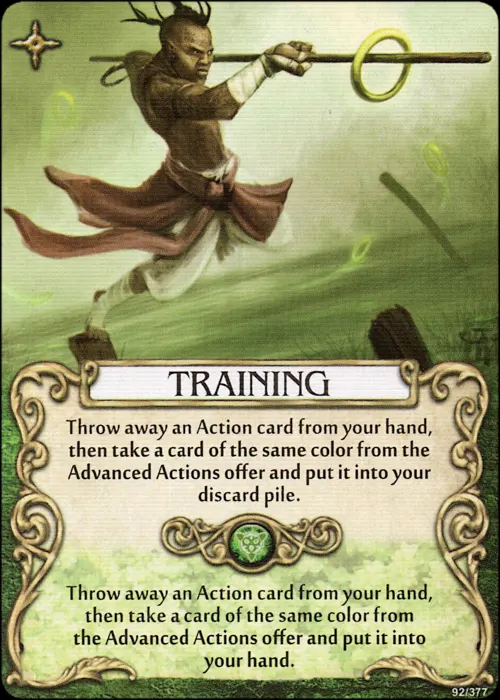 TRAINING
Throw away an Action card from your hand,
then take a card of the same color from the
Advanced Actions offer and put it into your
discard pile.
Throw away an Action card from your hand,
then take a card of the same color from
the Advanced Actions offer and put it into
your hand.
92/377